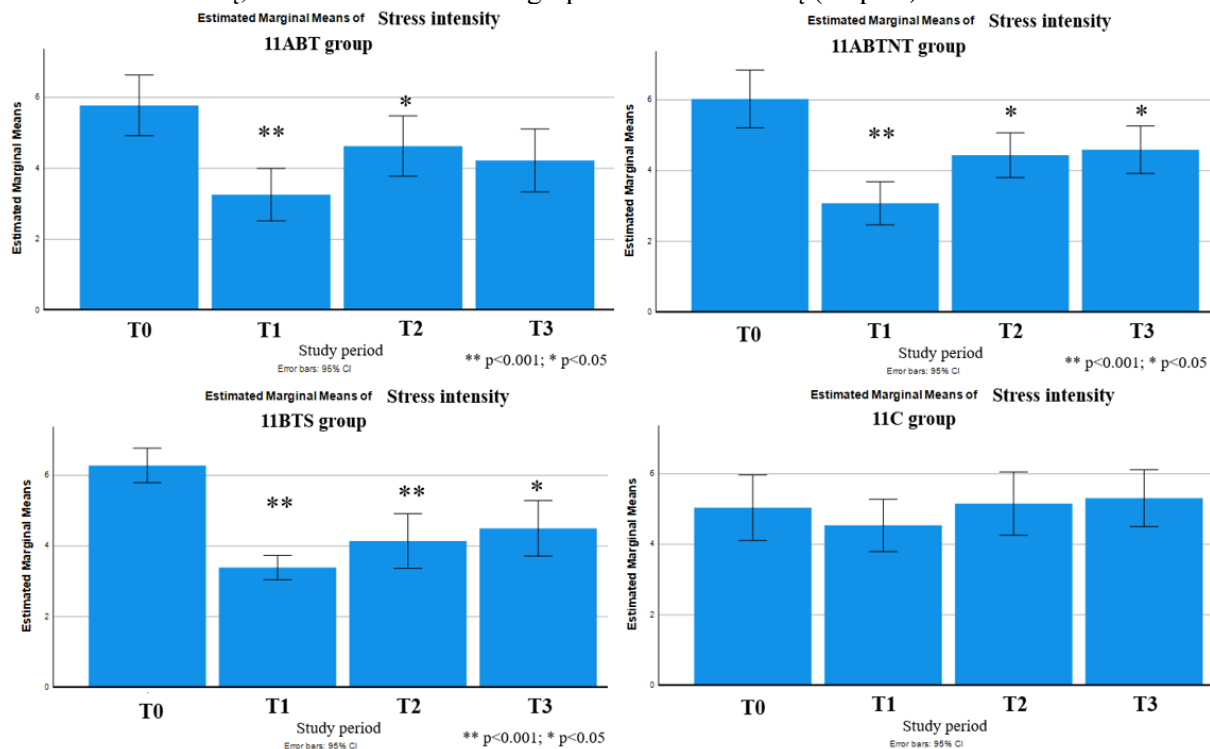 Estimated Marginal Means of Stress intensity
11ABT group
Estimated Marginal Means
6
4
2
0
**
*
T0 T1 T2 T3
Study period
** p<0.001; * p<0.05
Error bars: 95% CI
Estimated Marginal Means of Stress intensity
11ABTNT group
Estimated Marginal Means
6
4
2
0
**
*
*
T0 T1 T2 T3
Study period
** p<0.001; * p<0.05
Error bars: 95% CI
Estimated Marginal Means of Stress intensity
11BTS group
Estimated Marginal Means
6
4
2
0
**
**
*
T0 T1 T2 T3
Study period
** p<0.001; * p<0.05
Error bars: 95% CI
Estimated Marginal Means of Stress intensity
11C group
Estimated Marginal Means
6
4
2
0
T0 T1 T2 T3
Study period
Error bars: 95% CI